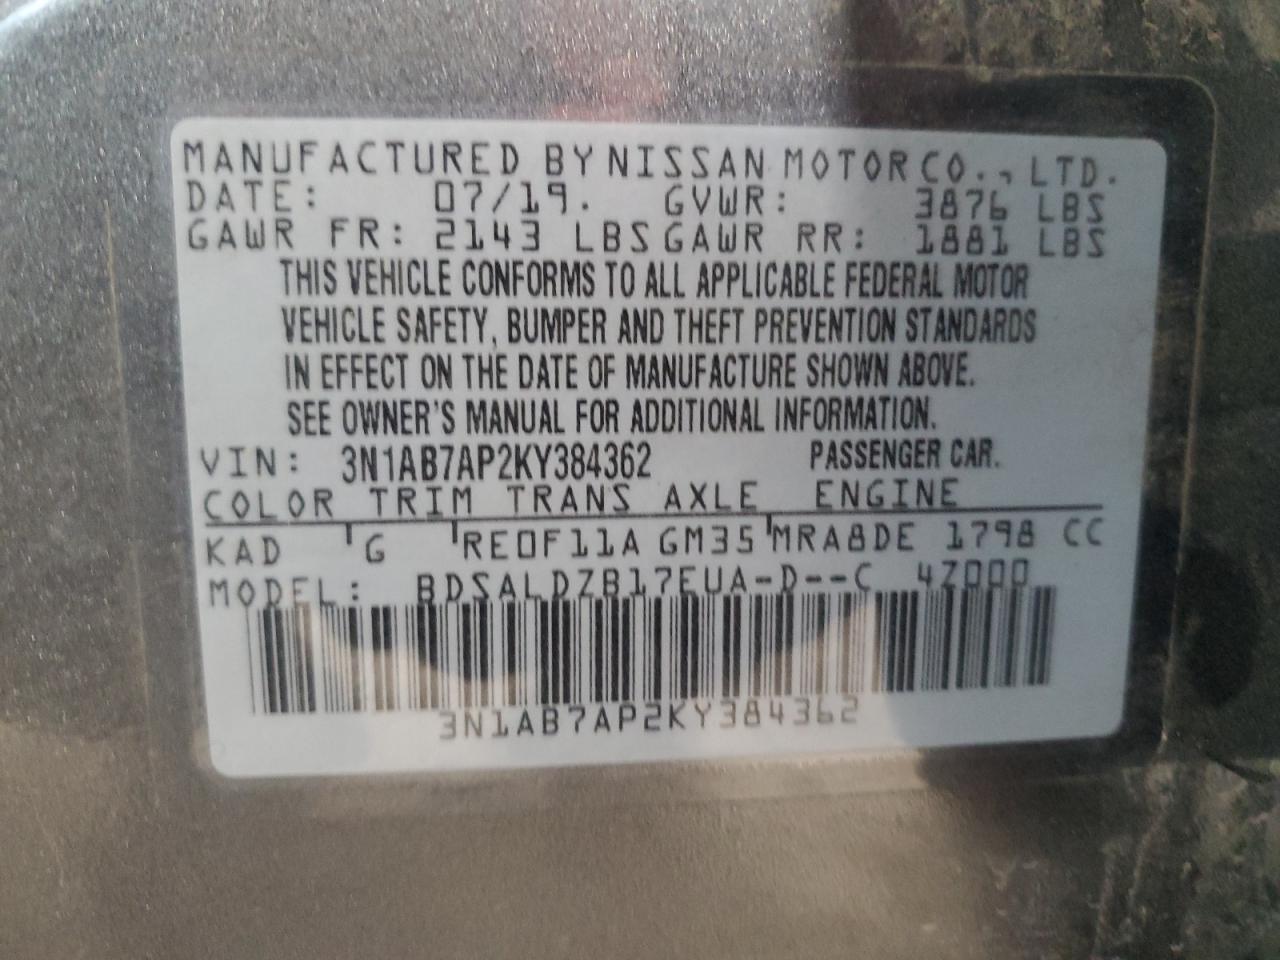 MANUFACTURED BY NISSAN MOTOR CO., LTD.
DATE: 07/19. GVWR: 3876 LBS
GAWR FR: 2143 LBS GAWR RR: 1881 LBS
THIS VEHICLE CONFORMS TO ALL APPLICABLE FEDERAL MOTOR
VEHICLE SAFETY, BUMPER AND THEFT PREVENTION STANDARDS
IN EFFECT ON THE DATE OF MANUFACTURE SHOWN ABOVE.
SEE OWNER'S MANUAL FOR ADDITIONAL INFORMATION.
VIN: 3N1AB7AP2KY384362 PASSENGER CAR.
COLOR TRIM TRANS AXLE ENGINE
KAD G RE0F11A GM35 MRA8DE 1798 CC
MODEL: BDSALDZB17EUA-D--C 4Z000
3N1AB7AP2KY384362